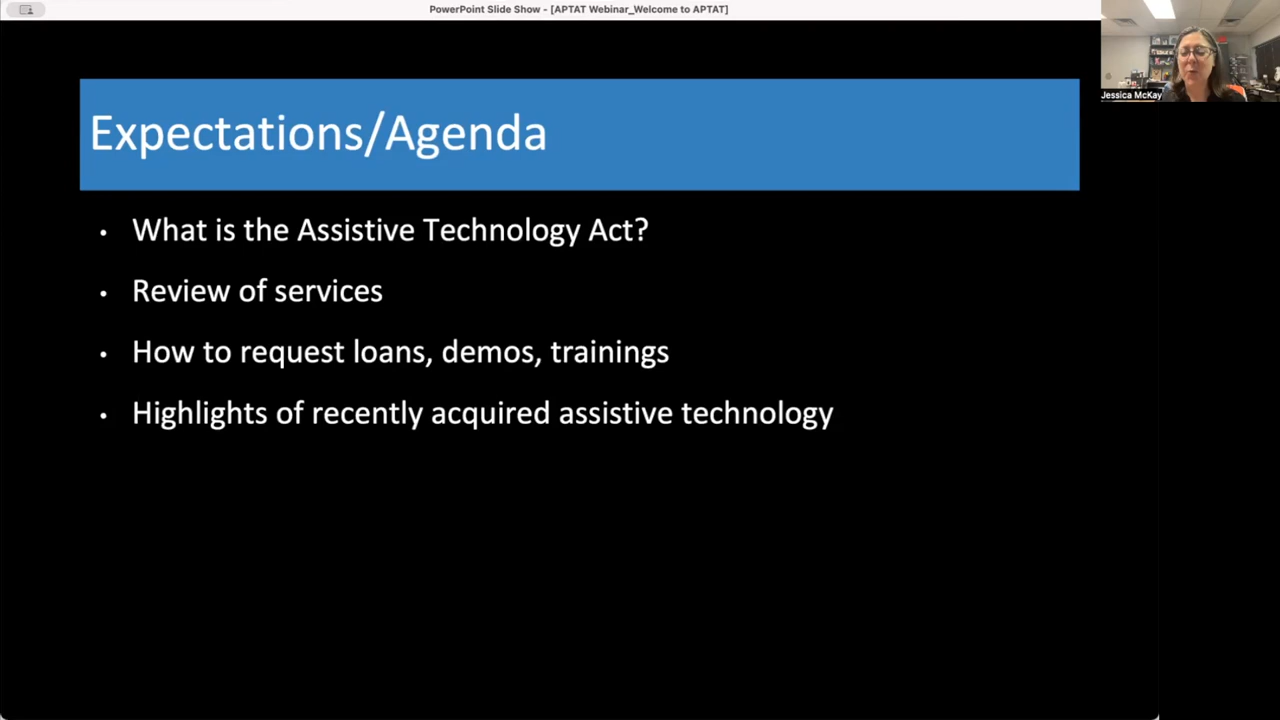 PowerPoint Slide Show - [APTAT Webinar_Welcome to APTAT]
Jessica McKay
Expectations/Agenda
• What is the Assistive Technology Act?
• Review of services
• How to request loans, demos, trainings
• Highlights of recently acquired assistive technology